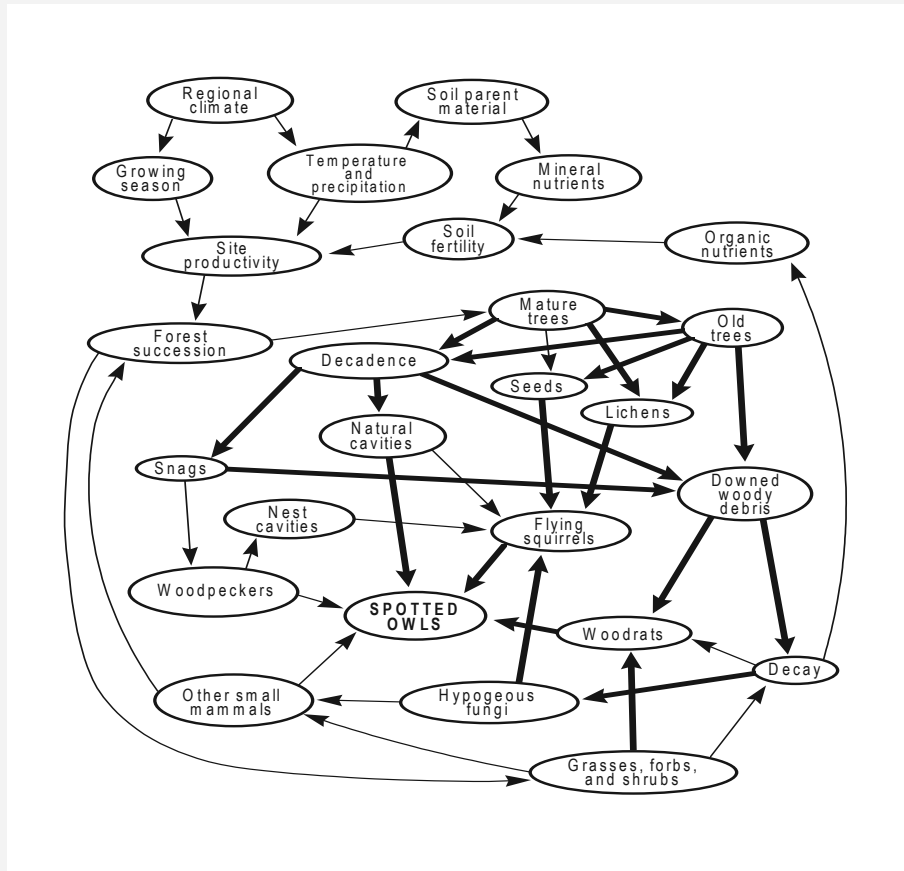 Regional
climate
Soil parent
material
Growing
season
Temperature
and
precipitation
Mineral
nutrients
Site
productivity
Soil
fertility
Organic
nutrients
Forest
succession
Mature
trees
Old
trees
Decadence
Seeds
Lichens
Natural
cavities
Snags
Downed
woody
debris
Nest
cavities
Flying
squirrels
Woodpeckers
SPOTTED
OWLS
Woodrats
Decay
Other small
mammals
Hypogeous
fungi
Grasses, forbs,
and shrubs